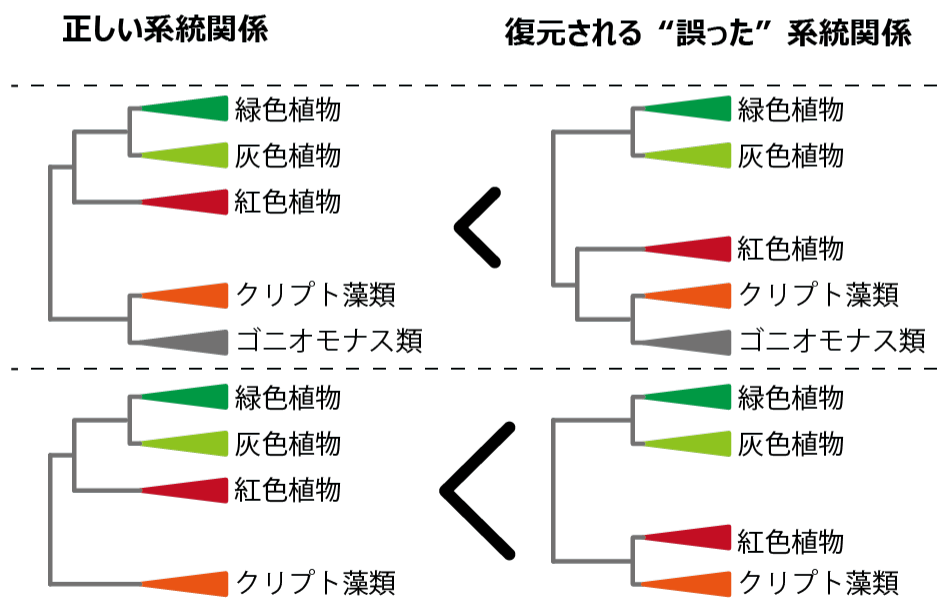 正しい系統関係
復元される “誤った” 系統関係
緑色植物
灰色植物
紅色植物
クリプト藻類
ゴニオモナス類
緑色植物
灰色植物
紅色植物
クリプト藻類
ゴニオモナス類
緑色植物
灰色植物
紅色植物
クリプト藻類
緑色植物
灰色植物
紅色植物
クリプト藻類